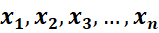 x₁, x₂, x₃, …, xₙ